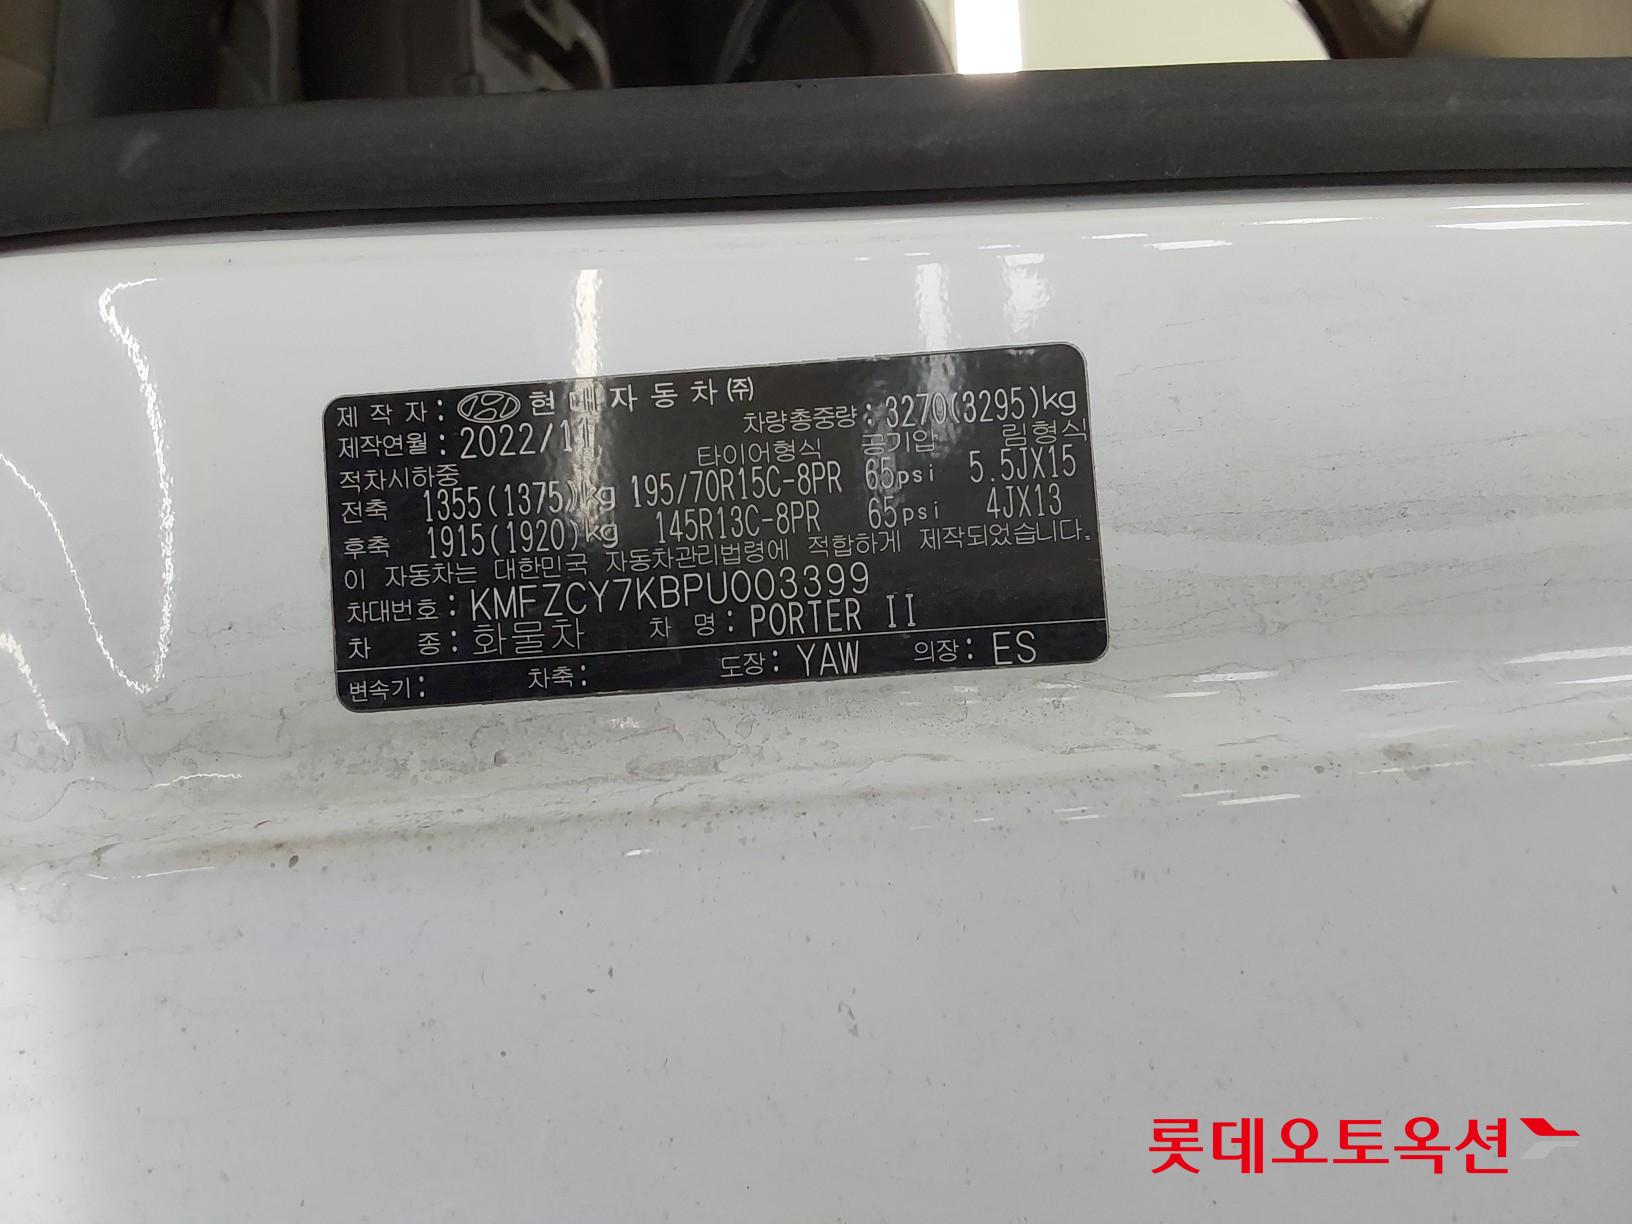 제 작 자 : 현 대 자 동 차 ㈜
제작연월 : 2022/11 차량총중량 : 3270(3295)kg
적차시하중 타이어형식 공기압 림형식
전축 1355(1375)kg 195/70R15C-8PR 65psi 5.5JX15
후축 1915(1920)kg 145R13C-8PR 65psi 4JX13
이 자동차는 대한민국 자동차관리법령에 적합하게 제작되었습니다.
차대번호 : KMFZCY7KBPU003399
차 종 : 화물차 차 명 : PORTER II
변속기 : 차축 : 도장 : YAW 의장 : ES
롯데오토옥션